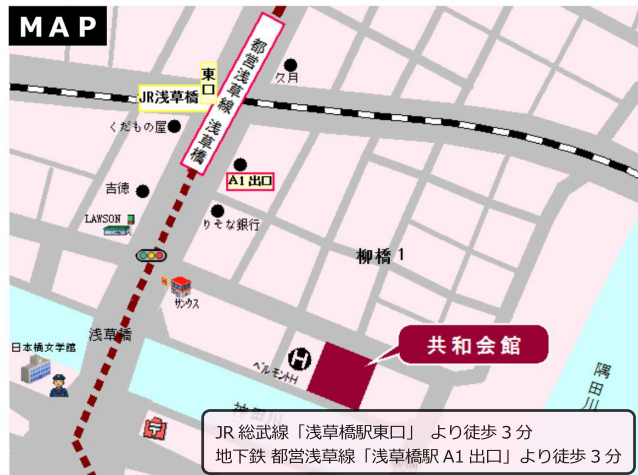 MAP
都営浅草線 浅草橋
東口
JR浅草橋
久月
くだもの屋
A1 出口
吉徳
りそな銀行
LAWSON
柳橋 1
サンクス
浅草橋
共和会館
日本橋女学館
ベルモントH
H
隅田川
神田川
JR 総武線「浅草橋駅東口」 より徒歩 3 分
地下鉄 都営浅草線「浅草橋駅 A1 出口」より徒歩 3 分